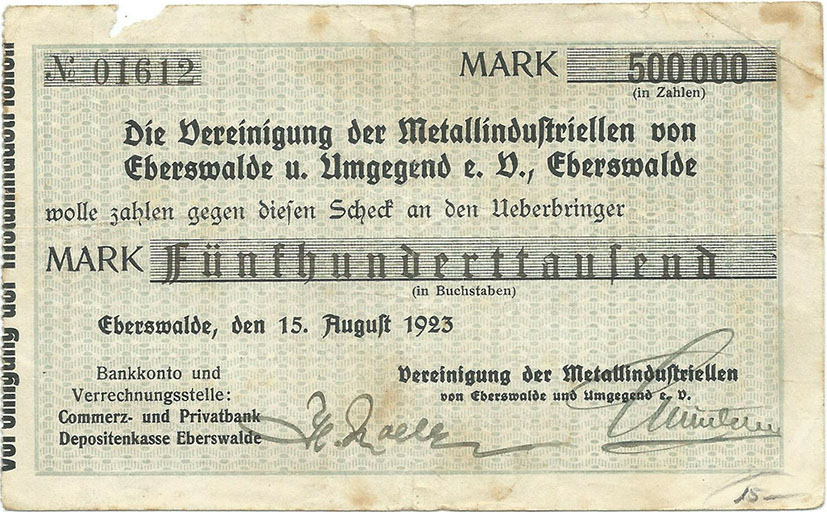 № 01612
MARK 500 000
(in Zahlen)
Die Vereinigung der Metallindustriellen von
Eberswalde u. Umgegend e. V., Eberswalde
wolle zahlen gegen diesen Scheck an den Ueberbringer
MARK Fünfhunderttausend
(in Buchstaben)
Eberswalde, den 15. August 1923
Bankkonto und
Verrechnungsstelle:
Commerz- und Privatbank
Depositenkasse Eberswalde
Vereinigung der Metallindustriellen
von Eberswalde und Umgegend e. V.
15-